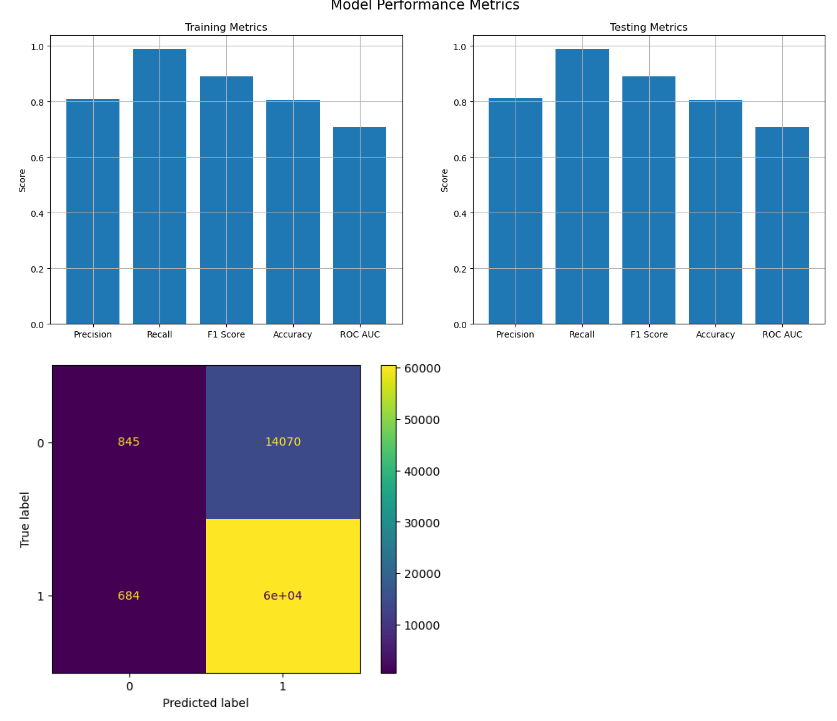 Model Performance Metrics
Training Metrics
Testing Metrics
1.0
0.8
0.6
0.4
0.2
0.0
Score
Precision
Recall
F1 Score
Accuracy
ROC AUC
1.0
0.8
0.6
0.4
0.2
0.0
Score
Precision
Recall
F1 Score
Accuracy
ROC AUC
True label
0
1
845
14070
684
6e+04
0
1
Predicted label
60000
50000
40000
30000
20000
10000